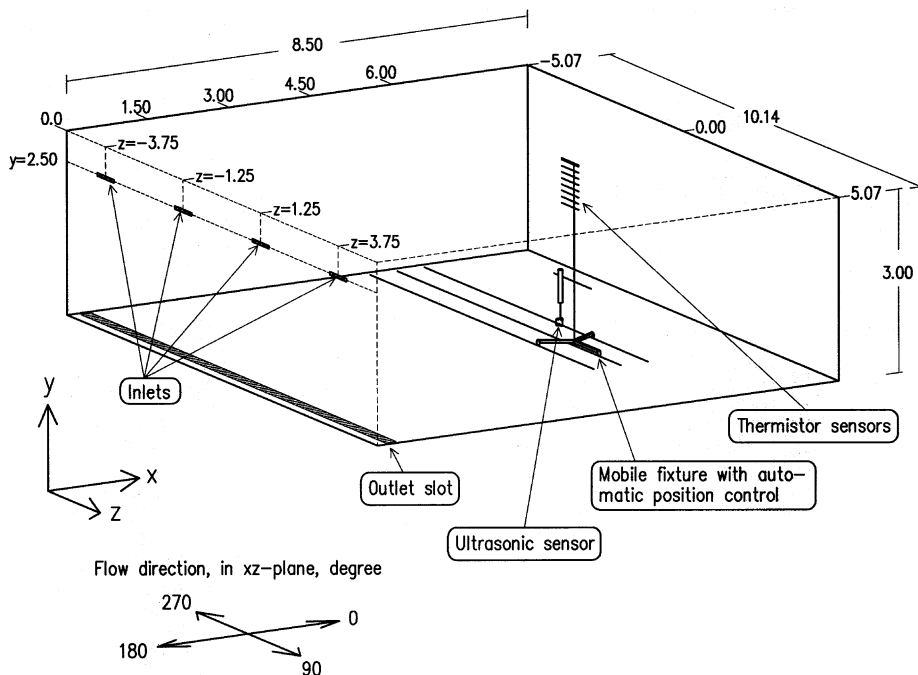 8.50
-5.07
6.00
4.50
3.00
1.50
0.0
10.14
0.00
z=-3.75
y=2.50
z=-1.25
5.07
z=1.25
z=3.75
3.00
Inlets
y
x
z
Thermistor sensors
Outlet slot
Mobile fixture with auto-
matic position control
Ultrasonic sensor
Flow direction, in xz-plane, degree
270
0
180
90